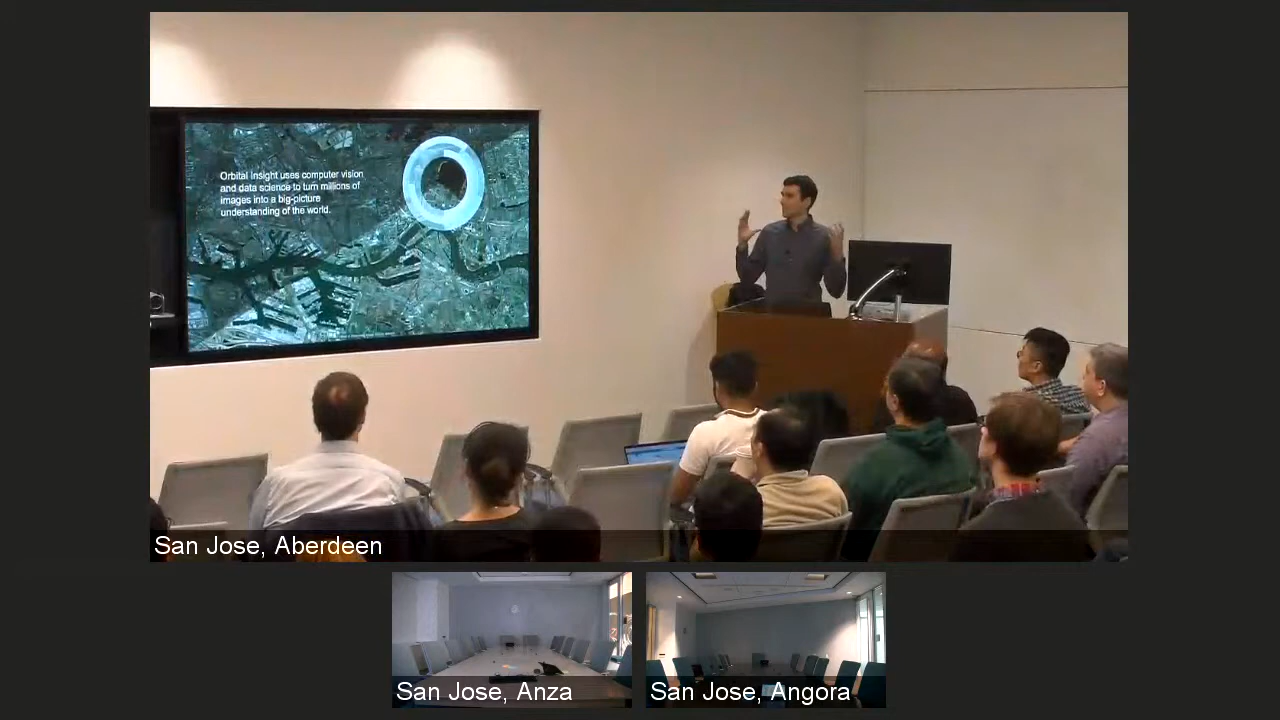 Orbital Insight uses computer vision
and data science to turn millions of
images into a big-picture
understanding of the world.
San Jose, Aberdeen
San Jose, Anza
San Jose, Angora